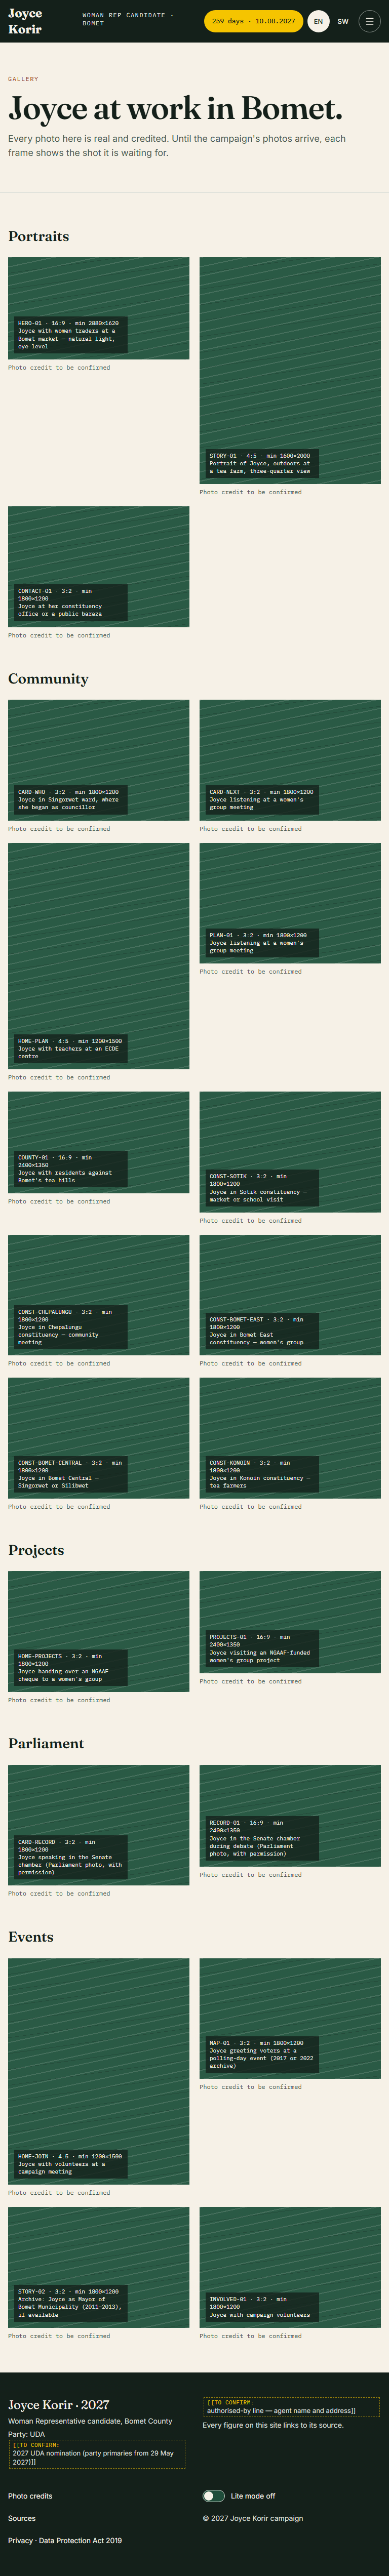 Joyce
Korir
WOMAN REP CANDIDATE ·
BOMET
259 days · 10.08.2027
EN
SW
GALLERY
Joyce at work in Bomet.
Every photo here is real and credited. Until the campaign's photos arrive, each
frame shows the shot it is waiting for.
Portraits
HERO-01 · 16:9 · min 2880×1620
Joyce with women traders at a
Bomet market — natural light,
eye level
Photo credit to be confirmed
STORY-01 · 4:5 · min 1600×2000
Portrait of Joyce, outdoors at
a tea farm, three-quarter view
Photo credit to be confirmed
CONTACT-01 · 3:2 · min
1800×1200
Joyce at her constituency
office or a public baraza
Photo credit to be confirmed
Community
CARD-WHO · 3:2 · min 1800×1200
Joyce in Singorwet ward, where
she began as councillor
Photo credit to be confirmed
CARD-NEXT · 3:2 · min 1800×1200
Joyce listening at a women's
group meeting
Photo credit to be confirmed
HOME-PLAN · 4:5 · min 1200×1500
Joyce with teachers at an ECDE
centre
Photo credit to be confirmed
PLAN-01 · 3:2 · min 1800×1200
Joyce listening at a women's
group meeting
Photo credit to be confirmed
COUNTY-01 · 16:9 · min
2400×1350
Joyce with residents against
Bomet's tea hills
Photo credit to be confirmed
CONST-SOTIK · 3:2 · min
1800×1200
Joyce in Sotik constituency —
market or school visit
Photo credit to be confirmed
CONST-CHEPALUNGU · 3:2 · min
1800×1200
Joyce in Chepalungu
constituency — community
meeting
Photo credit to be confirmed
CONST-BOMET-EAST · 3:2 · min
1800×1200
Joyce in Bomet East
constituency — women's group
Photo credit to be confirmed
CONST-BOMET-CENTRAL · 3:2 · min
1800×1200
Joyce in Bomet Central —
Singorwet or Silibwet
Photo credit to be confirmed
CONST-KONOIN · 3:2 · min
1800×1200
Joyce in Konoin constituency —
tea farmers
Photo credit to be confirmed
Projects
HOME-PROJECTS · 3:2 · min
1800×1200
Joyce handing over an NGAAF
cheque to a women's group
Photo credit to be confirmed
PROJECTS-01 · 16:9 · min
2400×1350
Joyce visiting an NGAAF-funded
women's group project
Photo credit to be confirmed
Parliament
CARD-RECORD · 3:2 · min
1800×1200
Joyce speaking in the Senate
chamber (Parliament photo, with
permission)
Photo credit to be confirmed
RECORD-01 · 16:9 · min
2400×1350
Joyce in the Senate chamber
during debate (Parliament
photo, with permission)
Photo credit to be confirmed
Events
HOME-JOIN · 4:5 · min 1200×1500
Joyce with volunteers at a
campaign meeting
Photo credit to be confirmed
MAP-01 · 3:2 · min 1800×1200
Joyce greeting voters at a
polling-day event (2017 or 2022
archive)
Photo credit to be confirmed
STORY-02 · 3:2 · min 1800×1200
Archive: Joyce as Mayor of
Bomet Municipality (2011–2013),
if available
Photo credit to be confirmed
INVOLVED-01 · 3:2 · min
1800×1200
Joyce with campaign volunteers
Photo credit to be confirmed
Joyce Korir · 2027
Woman Representative candidate, Bomet County
Party: UDA
[[TO CONFIRM:
2027 UDA nomination (party primaries from 29 May
2027)]]
[[TO CONFIRM:
authorised-by line — agent name and address]]
Every figure on this site links to its source.
Photo credits
Sources
Privacy · Data Protection Act 2019
Lite mode off
© 2027 Joyce Korir campaign